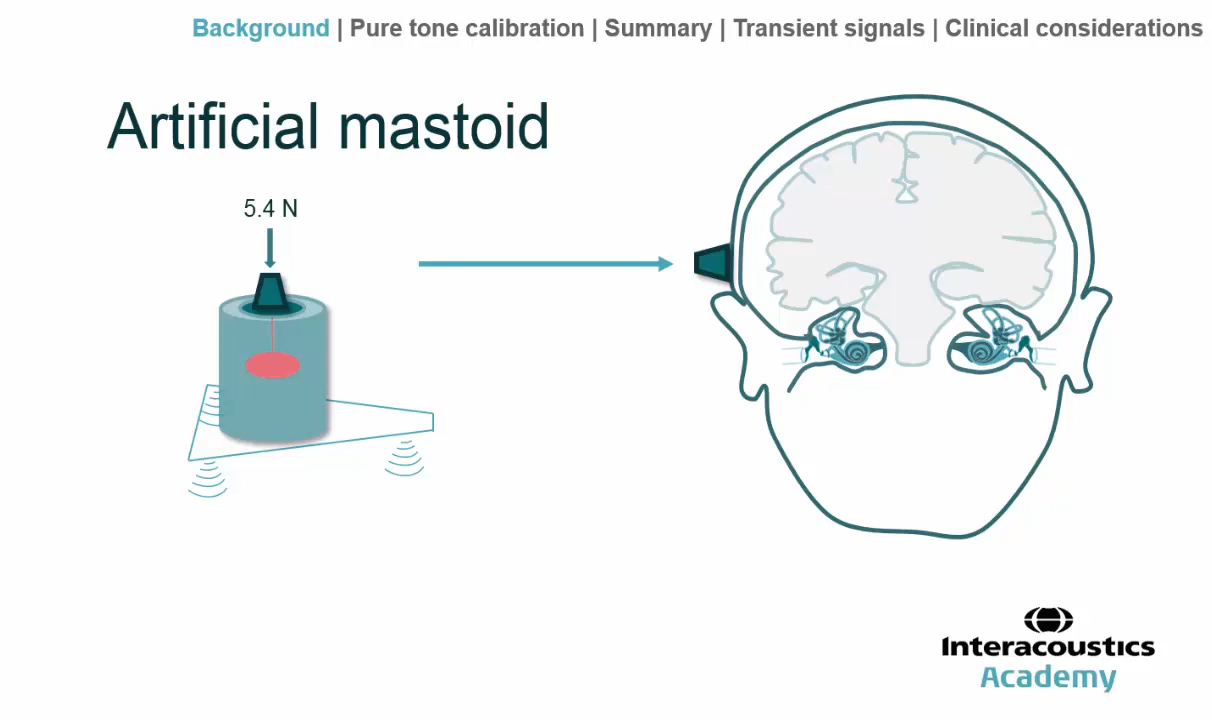 Background | Pure tone calibration | Summary | Transient signals | Clinical considerations
Artificial mastoid
5.4 N
Interacoustics
Academy